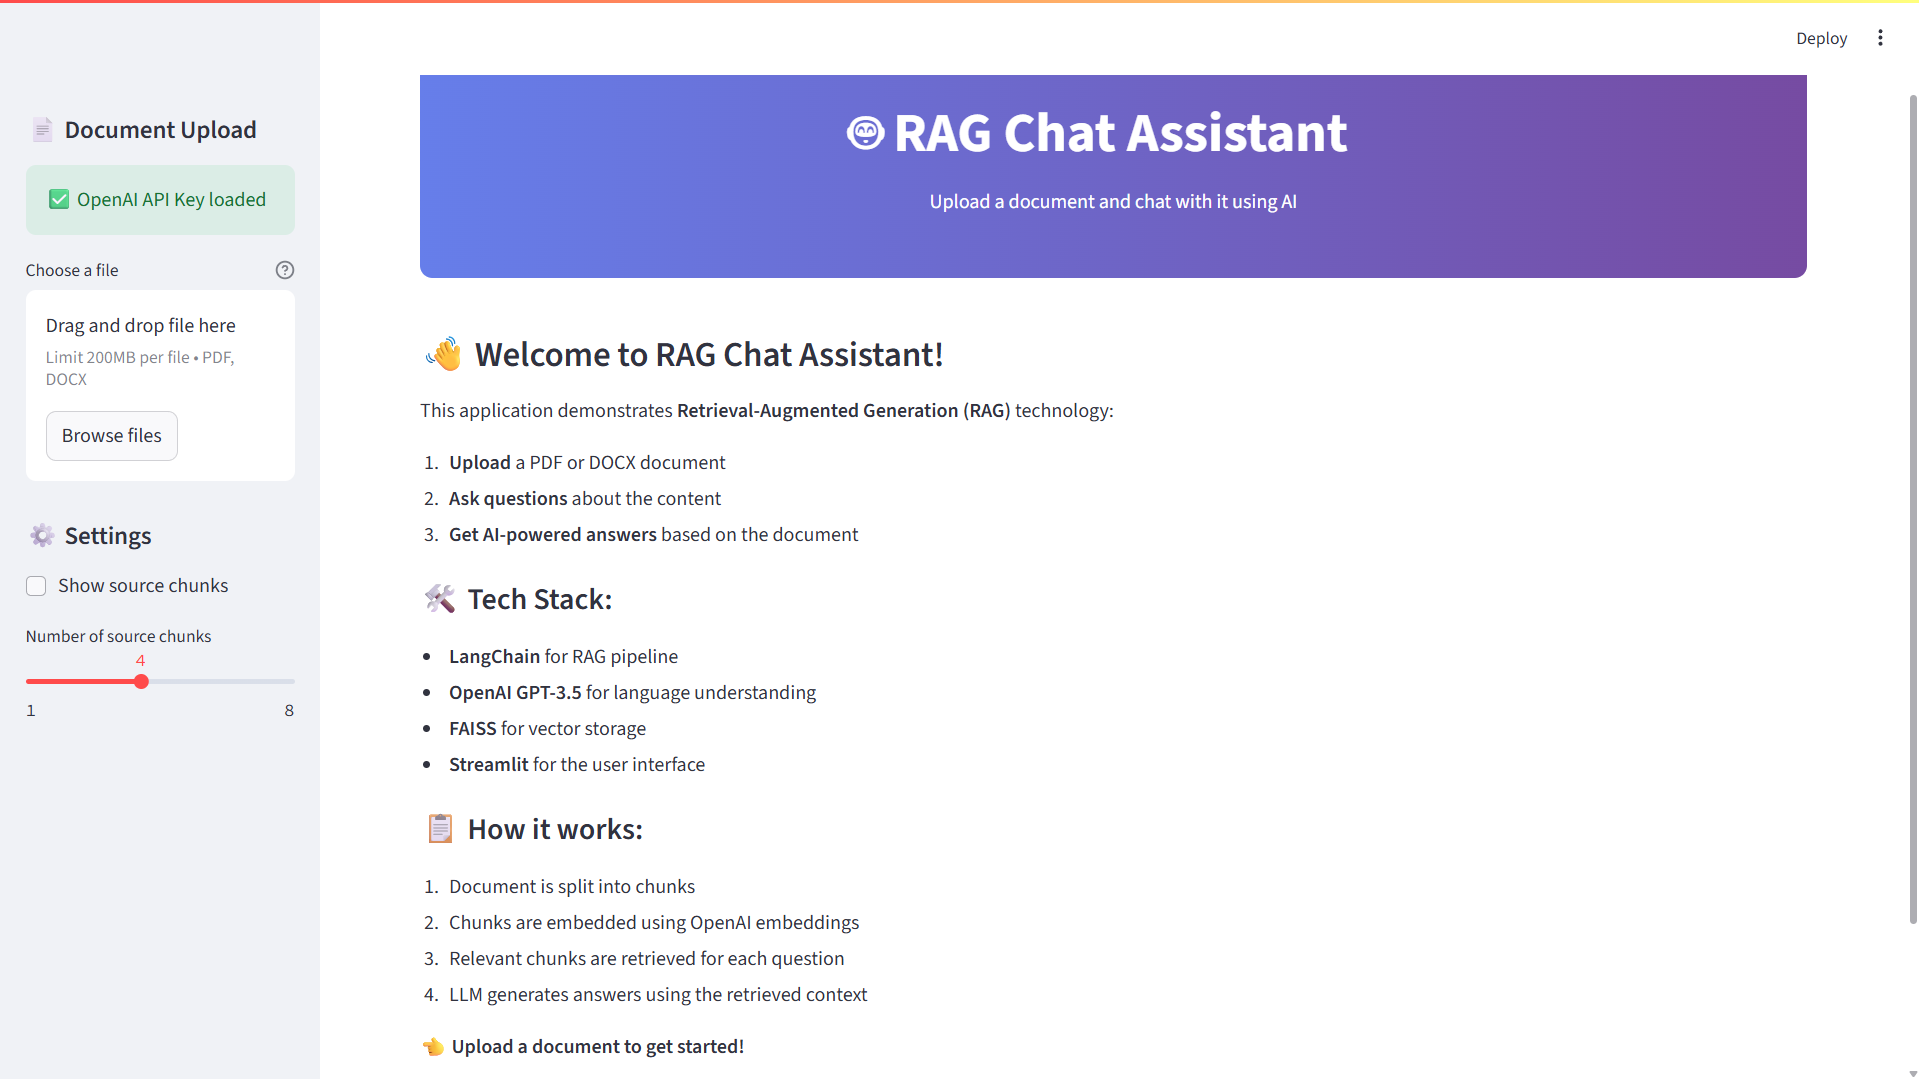 Deploy
Document Upload
OpenAI API Key loaded
Choose a file
Drag and drop file here
Limit 200MB per file • PDF,
DOCX
Browse files
Settings
Show source chunks
Number of source chunks
4
1 8
RAG Chat Assistant
Upload a document and chat with it using AI
Welcome to RAG Chat Assistant!
This application demonstrates Retrieval-Augmented Generation (RAG) technology:
1. Upload a PDF or DOCX document
2. Ask questions about the content
3. Get AI-powered answers based on the document
Tech Stack:
• LangChain for RAG pipeline
• OpenAI GPT-3.5 for language understanding
• FAISS for vector storage
• Streamlit for the user interface
How it works:
1. Document is split into chunks
2. Chunks are embedded using OpenAI embeddings
3. Relevant chunks are retrieved for each question
4. LLM generates answers using the retrieved context
Upload a document to get started!